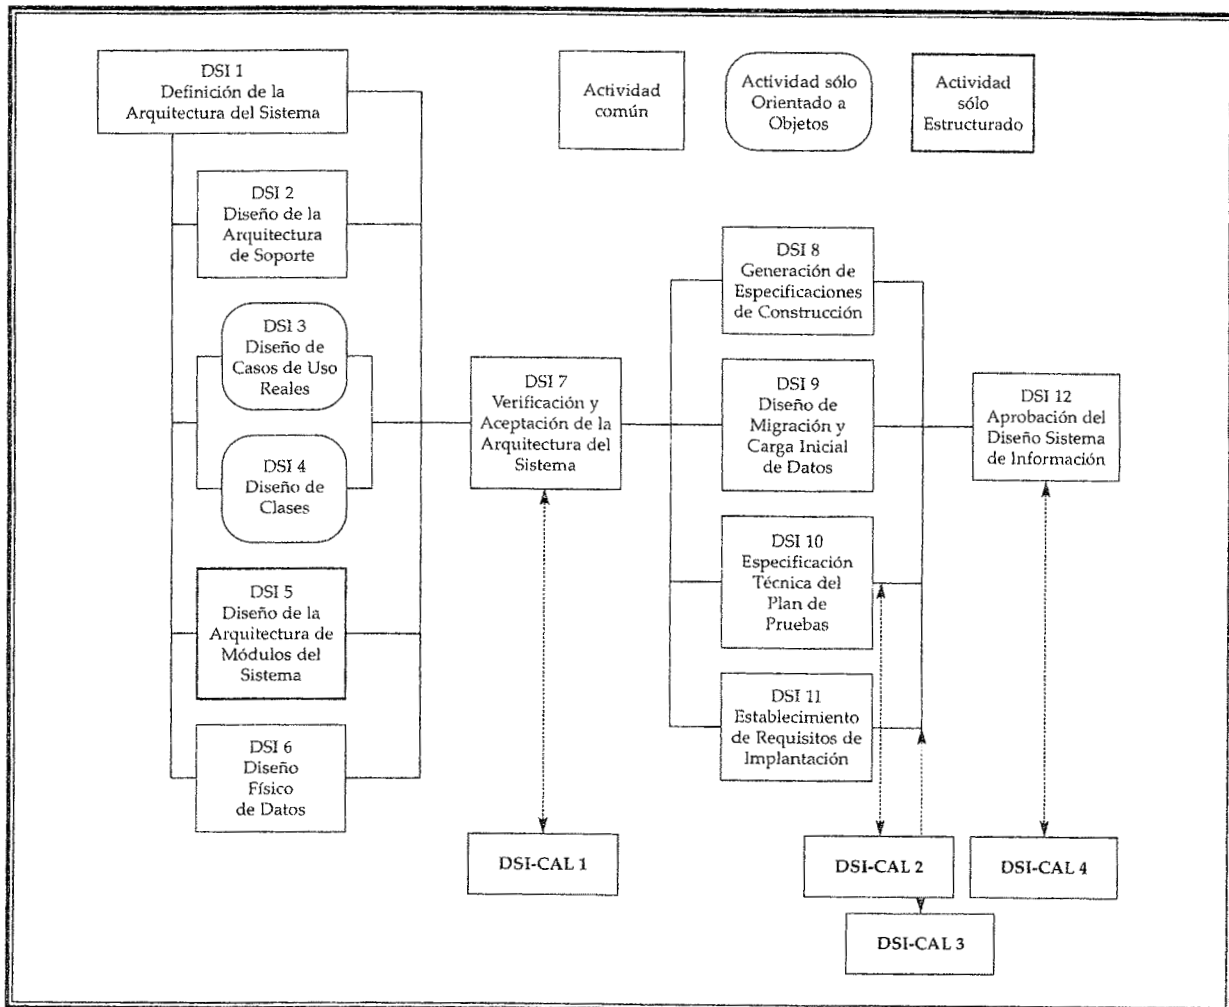 DSI 1
Definición de la
Arquitectura del Sistema
Actividad
común
Actividad sólo
Orientado a
Objetos
Actividad
sólo
Estructurado
DSI 2
Diseño de la
Arquitectura
de Soporte
DSI 3
Diseño de
Casos de Uso
Reales
DSI 4
Diseño de
Clases
DSI 5
Diseño de la
Arquitectura de
Módulos del
Sistema
DSI 6
Diseño
Físico
de Datos
DSI 7
Verificación y
Aceptación de la
Arquitectura del
Sistema
DSI 8
Generación de
Especificaciones
de Construcción
DSI 9
Diseño de
Migración y
Carga Inicial
de Datos
DSI 10
Especificación
Técnica del
Plan de
Pruebas
DSI 11
Establecimiento
de Requisitos de
Implantación
DSI 12
Aprobación del
Diseño Sistema
de Información
DSI-CAL 1
DSI-CAL 2
DSI-CAL 4
DSI-CAL 3